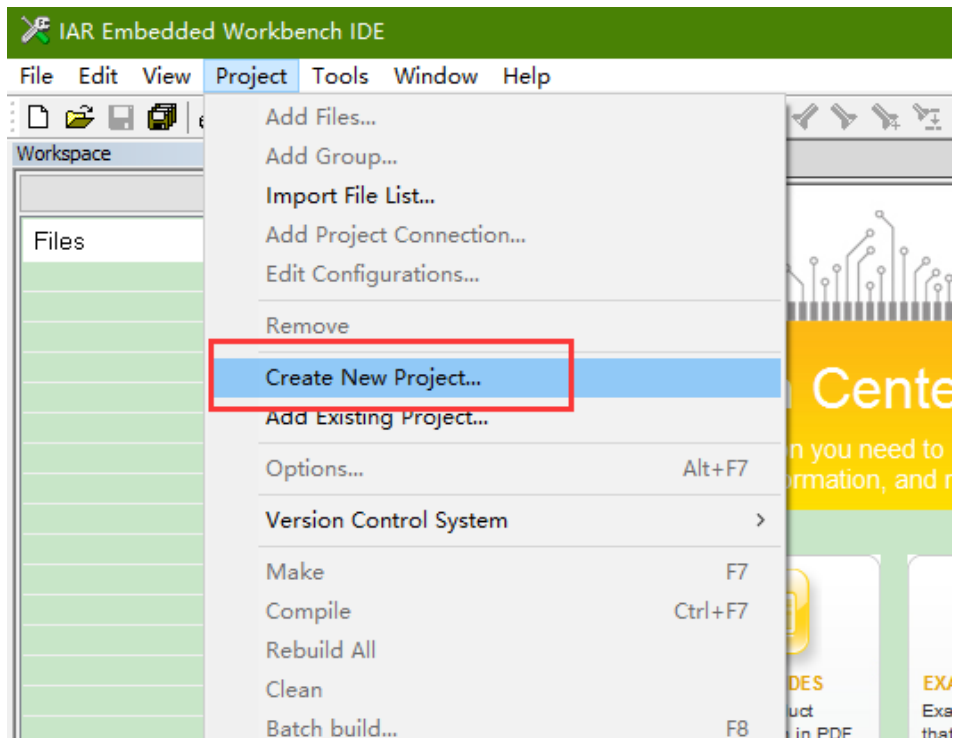 IAR Embedded Workbench IDE
File Edit View Project Tools Window Help
Workspace
Files
Add Files...
Add Group...
Import File List...
Add Project Connection...
Edit Configurations...
Remove
Create New Project...
Add Existing Project...
Options... Alt+F7
Version Control System >
Make F7
Compile Ctrl+F7
Rebuild All
Clean
Batch build... F8
Cente
n you need to
rmation, and
DES
uct
in PDF
EXA
Exa
that